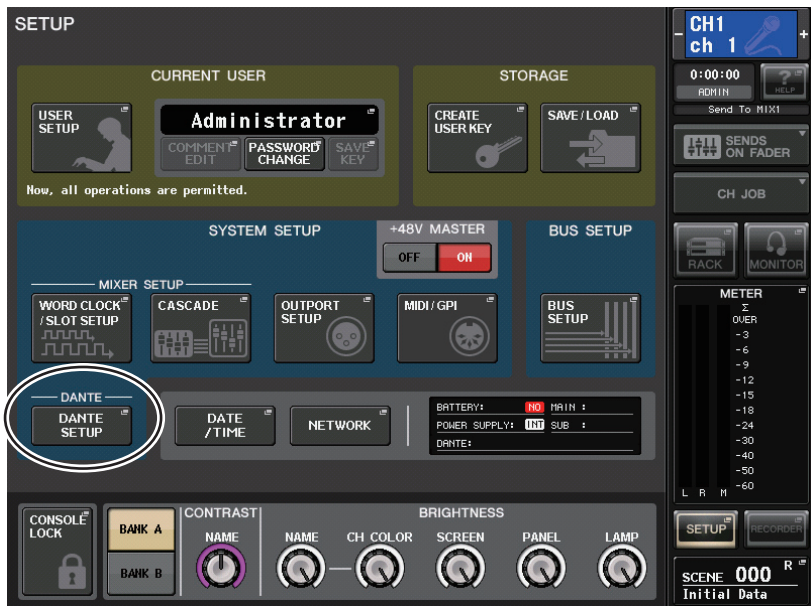 SETUP
CURRENT USER
USER
SETUP
Administrator
COMMENT
EDIT
PASSWORD
CHANGE
SAVE
KEY
Now, all operations are permitted.
STORAGE
CREATE
USER KEY
SAVE/LOAD
SYSTEM SETUP
+48V MASTER
OFF
ON
MIXER SETUP
WORD CLOCK
/SLOT SETUP
CASCADE
OUTPORT
SETUP
MIDI/GPI
BUS SETUP
BUS
SETUP
DANTE
DANTE
SETUP
DATE
/TIME
NETWORK
BATTERY: NO MAIN :
POWER SUPPLY: INT SUB :
DANTE:
CONSOLE
LOCK
BANK A
BANK B
CONTRAST
NAME
BRIGHTNESS
NAME
CH COLOR
SCREEN
PANEL
LAMP
- CH1 +
ch 1
0:00:00
ADMIN
?
HELP
Send To MIX1
SENDS
ON FADER
CH JOB
RACK
MONITOR
METER
Σ
OVER
-3
-6
-9
-12
-15
-18
-24
-30
-40
-50
-60
L R M
SETUP
RECORDER
SCENE 000 R
Initial Data